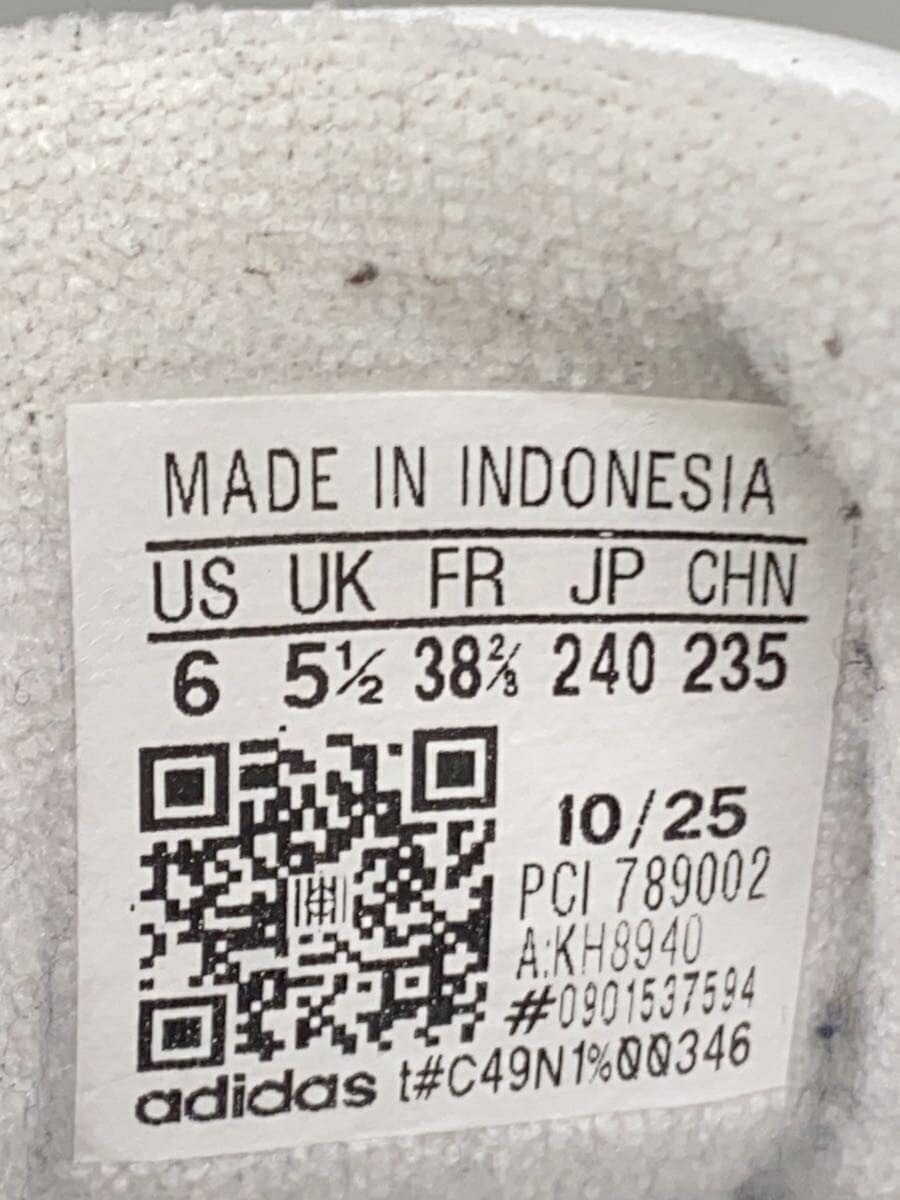 MADE IN INDONESIA
US UK FR JP CHN
6 5½ 38⅔ 240 235
10/25
PCI 789002
A:KH8940
#0901537594
adidas t#C49N1%00346